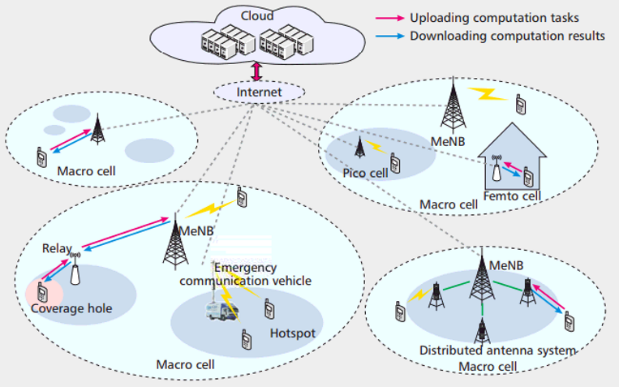 Cloud
Uploading computation tasks
Downloading computation results
Internet
MeNB
Macro cell
Pico cell
Macro cell
Femto cell
MeNB
Relay
Emergency
communication vehicle
Coverage hole
Hotspot
Macro cell
MeNB
Distributed antenna system
Macro cell